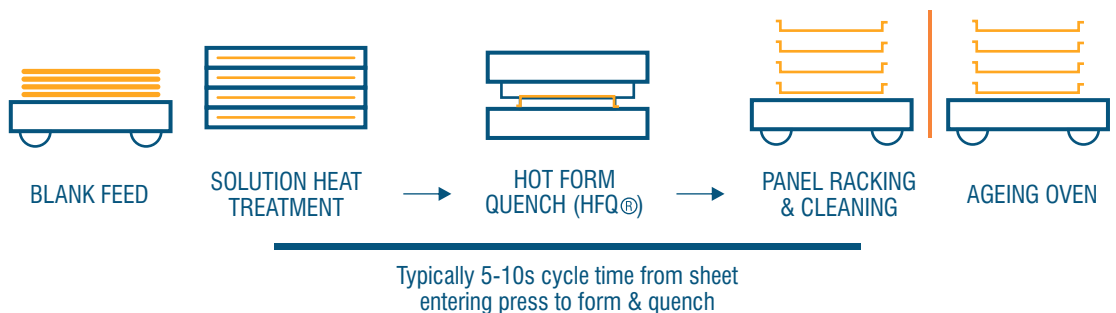 BLANK FEED
SOLUTION HEAT
TREATMENT
HOT FORM
QUENCH (HFQ®)
PANEL RACKING
& CLEANING
AGEING OVEN
Typically 5-10s cycle time from sheet
entering press to form & quench